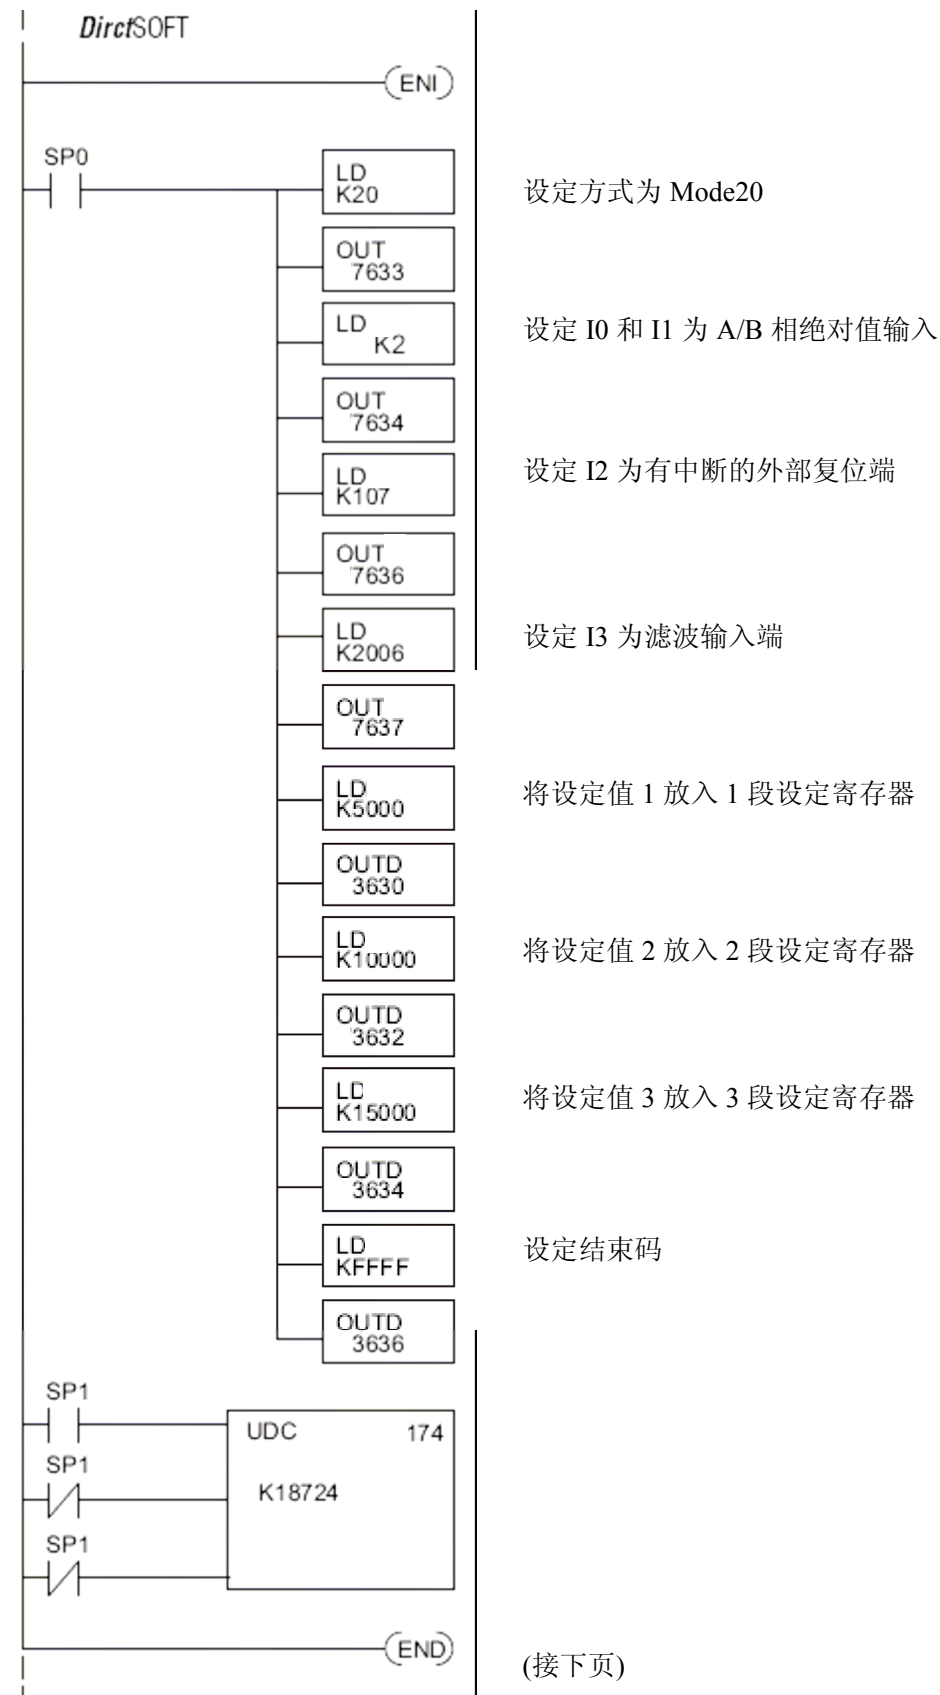 DirctSOFT
(ENI)
SP0
LD
K20
设定方式为 Mode20
OUT
7633
LD
K2
设定 I0 和 I1 为 A/B 相绝对值输入
OUT
7634
LD
K107
设定 I2 为有中断的外部复位端
OUT
7636
LD
K2006
设定 I3 为滤波输入端
OUT
7637
LD
K5000
将设定值 1 放入 1 段设定寄存器
OUTD
3630
LD
K10000
将设定值 2 放入 2 段设定寄存器
OUTD
3632
LD
K15000
将设定值 3 放入 3 段设定寄存器
OUTD
3634
LD
KFFFF
设定结束码
OUTD
3636
SP1
UDC 174
SP1
K18724
SP1
(END)
(接下页)